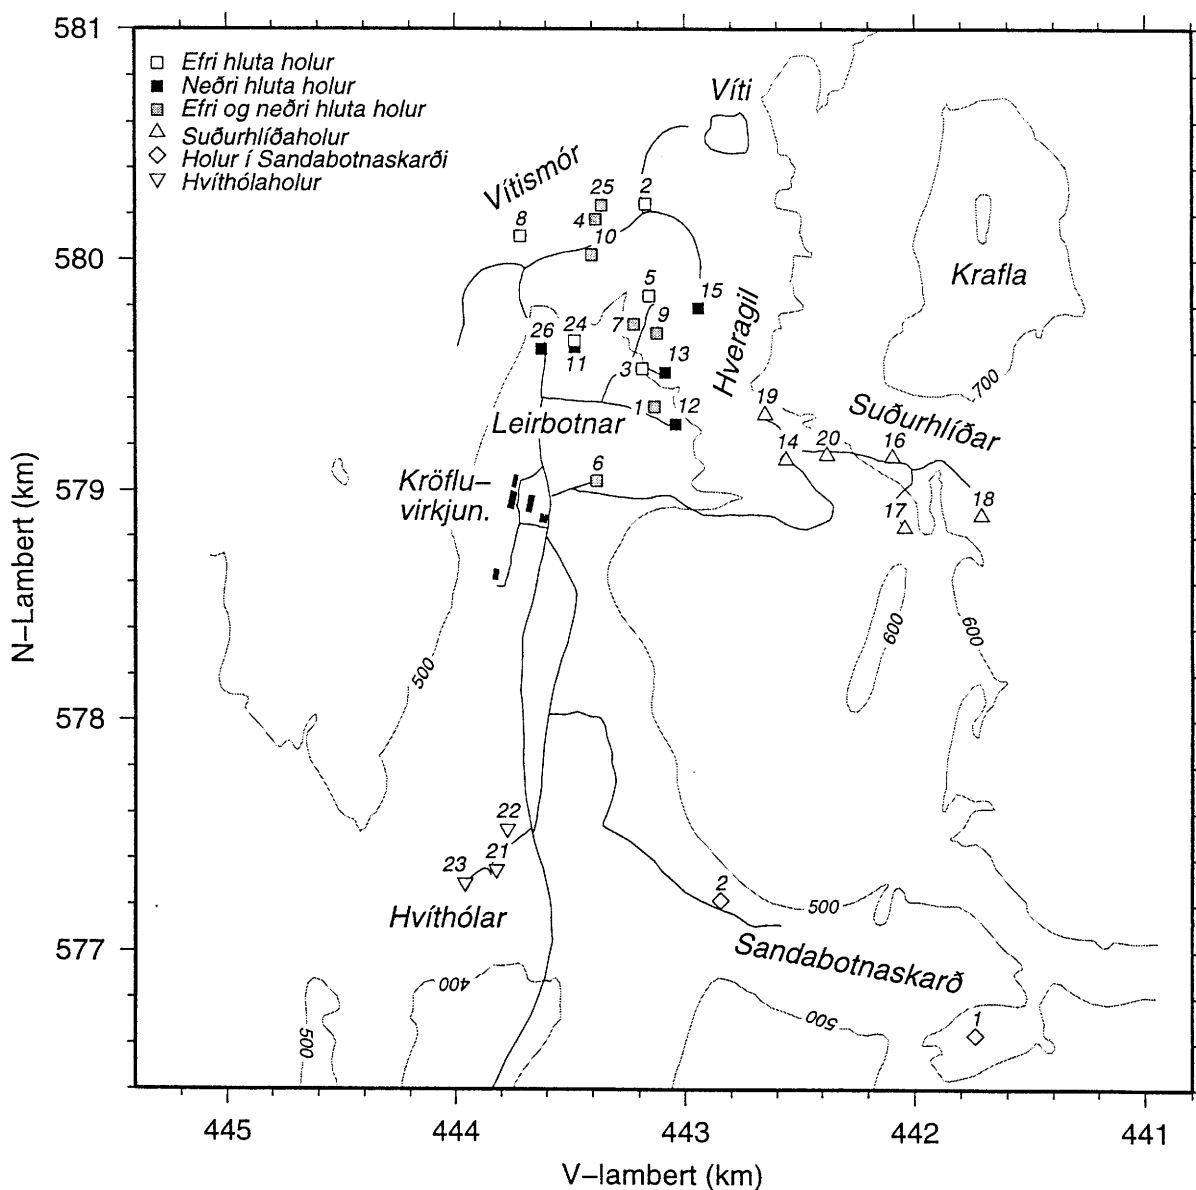 581
580
579
578
577
N–Lambert (km)
Efri hluta holur
Neðri hluta holur
Efri og neðri hluta holur
Suðurhlíðaholur
Holur í Sandabotnaskarði
Hvíthólaholur
Víti
Vítismór
25
2
4
8
10
5
15
7
9
26
24
11
13
3
Hveragil
Krafla
700
1
12
Leirbotnar
19
Suðurhlíðar
14
20
16
6
Kröflu–
virkjun.
17
18
500
600
600
22
21
23
Hvíthólar
2
500
Sandabotnaskarð
400
500
500
1
445
444
443
442
441
V–lambert (km)